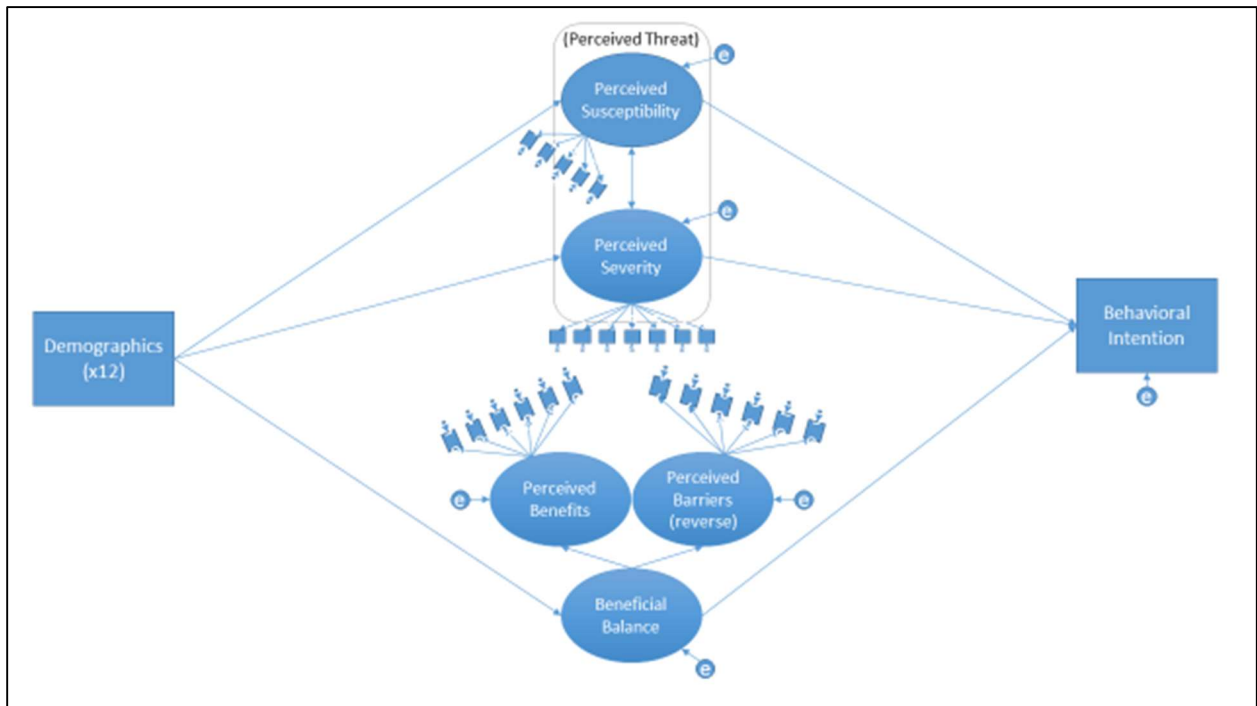 (Perceived Threat)
e
Perceived
Susceptibility
e
Perceived
Severity
Demographics
(x12)
Behavioral
Intention
e
Perceived
Benefits
e
Perceived
Barriers
(reverse)
e
Beneficial
Balance
e